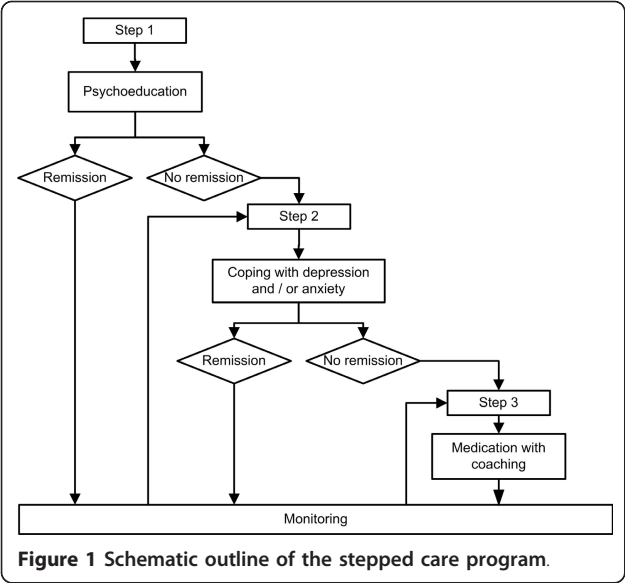 Step 1
Psychoeducation
Remission
No remission
Step 2
Coping with depression
and / or anxiety
Remission
No remission
Step 3
Medication with
coaching
Monitoring
Figure 1 Schematic outline of the stepped care program.